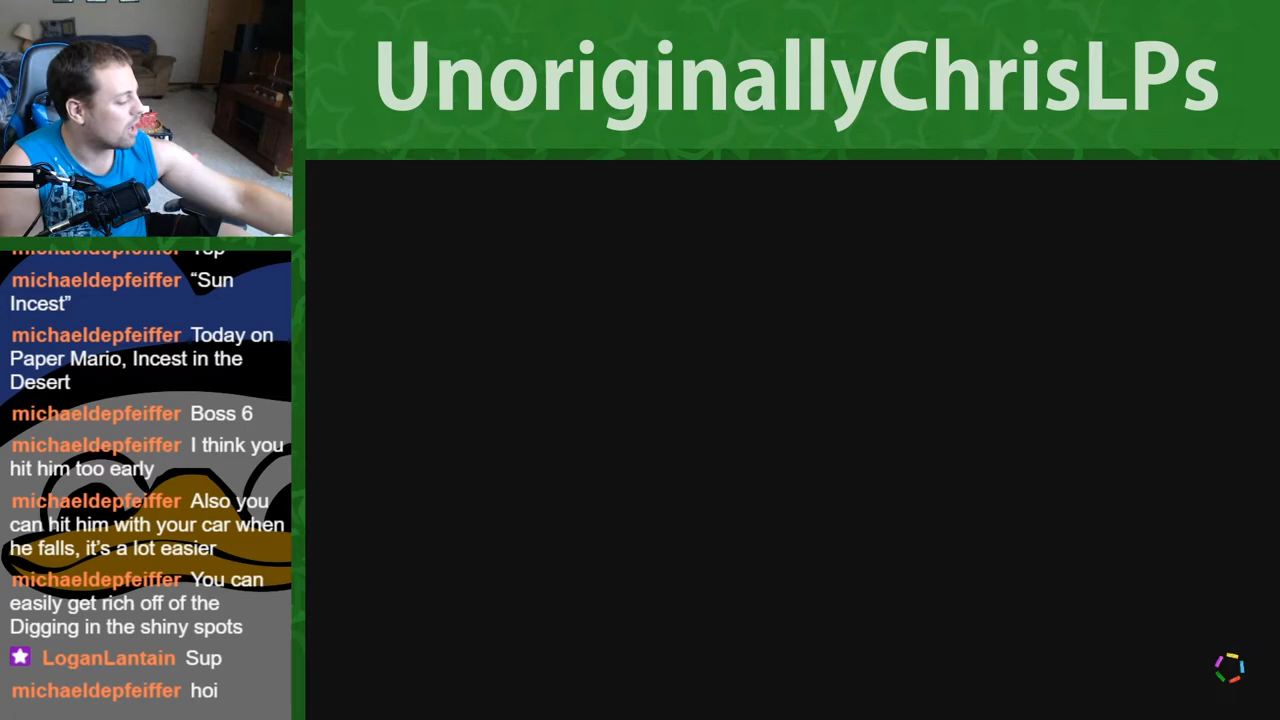 UnoriginallyChrisLPs
michaeldepfeiffer Yep
michaeldepfeiffer “Sun
Incest”
michaeldepfeiffer Today on
Paper Mario, Incest in the
Desert
michaeldepfeiffer Boss 6
michaeldepfeiffer I think you
hit him too early
michaeldepfeiffer Also you
can hit him with your car when
he falls, it’s a lot easier
michaeldepfeiffer You can
easily get rich off of the
Digging in the shiny spots
LoganLantain Sup
michaeldepfeiffer hoi